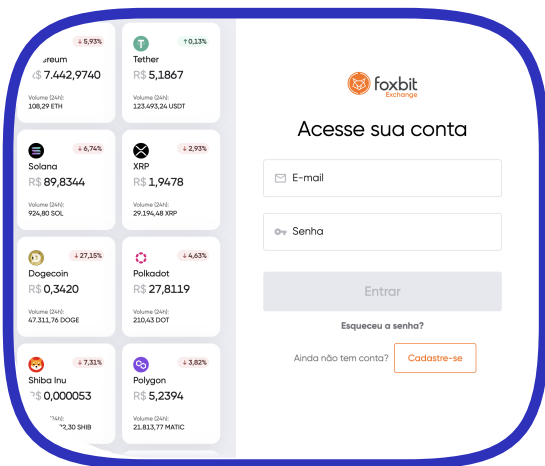 ↓ 5,93%
↑ 0,13%
Tether
R$ 7.442,9740
R$ 5,1867
Volume (24h):
Volume (24h):
108,29 ETH
123.493,24 USDT
↓ 6,74%
↓ 2,93%
Solana
XRP
R$ 89,8344
R$ 1,9478
Volume (24h):
Volume (24h):
924,80 SOL
29.194,48 XRP
↓ 27,15%
↓ 4,63%
Dogecoin
Polkadot
R$ 0,3420
R$ 27,8119
Volume (24h):
Volume (24h):
47.311,76 DOGE
210,43 DOT
↓ 7,31%
↓ 3,82%
Shiba Inu
Polygon
R$ 0,000053
R$ 5,2394
Volume (24h):
21.813,77 MATIC
SHIB
foxbit
Exchange
Acesse sua conta
E-mail
Senha
Entrar
Esqueceu a senha?
Ainda não tem conta? Cadastre-se